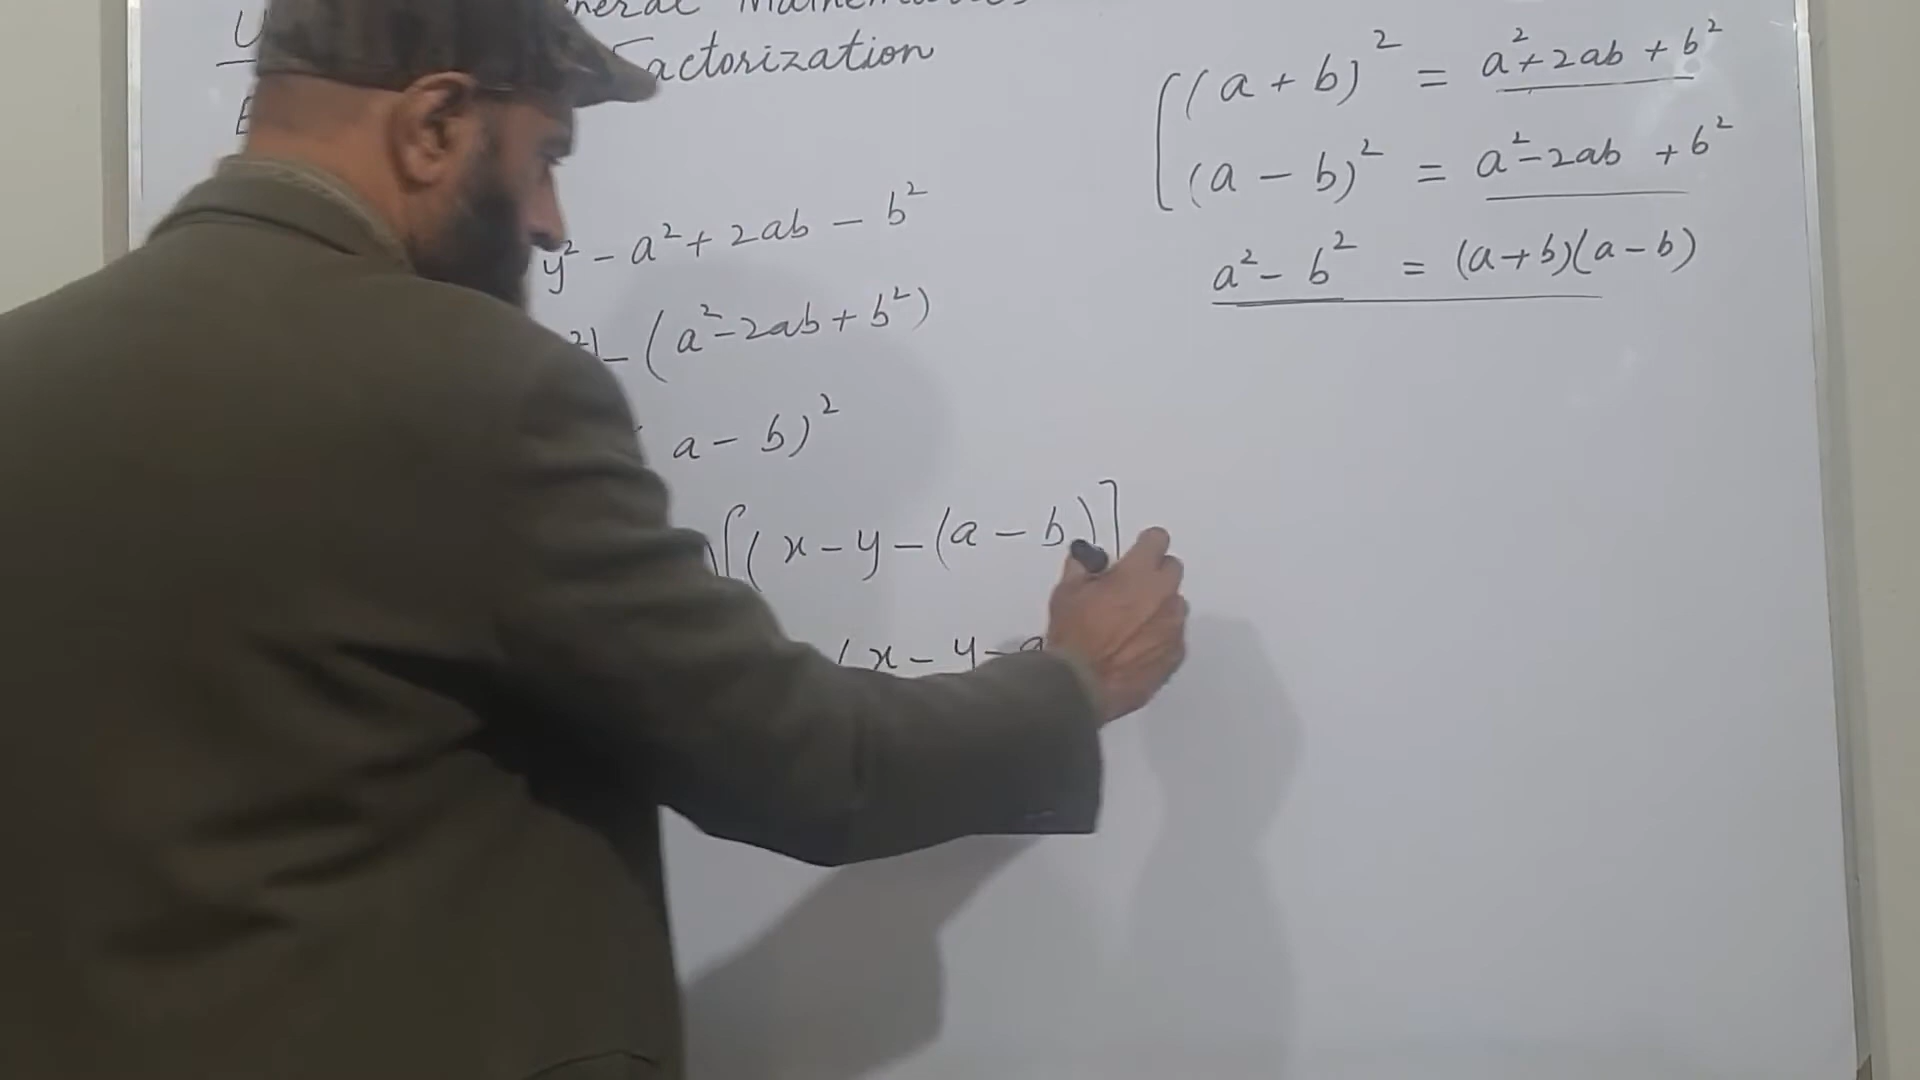 U
Factorization
E
y² - a² + 2ab - b²
²) - (a² - 2ab + b²)
a - b)²
) [(x - y - (a - b)]
(x - y - a
(a + b)² = a² + 2ab + b²
(a - b)² = a² - 2ab + b²
a² - b² = (a + b)(a - b)